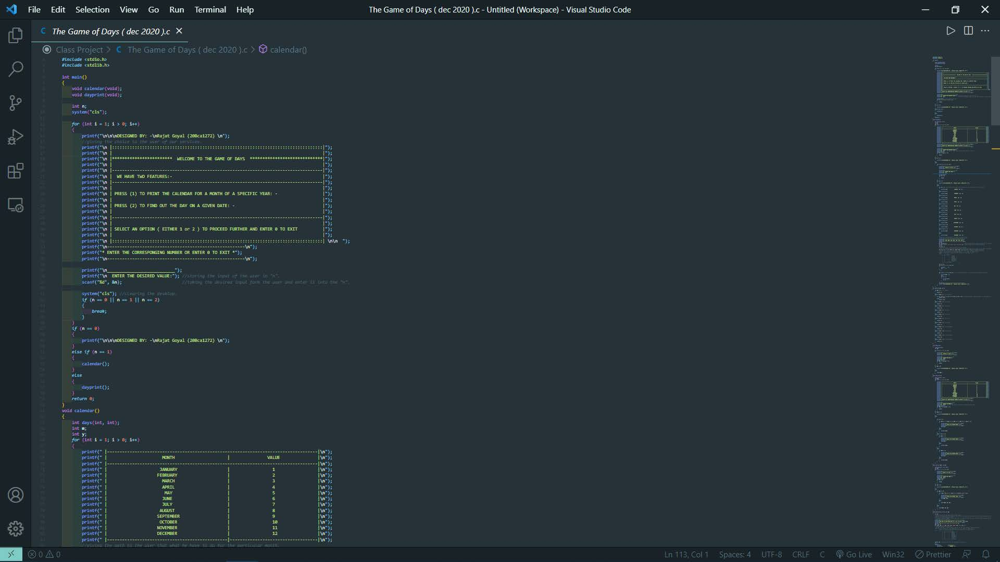 File Edit Selection View Go Run Terminal Help
The Game of Days ( dec 2020 ).c - Untitled (Workspace) - Visual Studio Code
C The Game of Days ( dec 2020 ).c
Class Project > C The Game of Days ( dec 2020 ).c > calendar()
#include <stdio.h>
#include <stdlib.h>
int main()
{
void calendar(void);
void dayprint(void);
int n;
system("cls");
for (int i = 1; i > 0; i++)
{
printf("\n\n\nDESIGNED BY: -\nRajat Goyal (20Bca1272) \n");
//giving the choice to the user of our services.
printf("\n |::::::::::::::::::::::::::::::::::::::::::::::::::::::::::::::::::::::::::::::::::::|");
printf("\n | |");
printf("\n |************************ WELCOME TO THE GAME OF DAYS *****************************|");
printf("\n | |");
printf("\n |------------------------------------------------------------------------------------|");
printf("\n | WE HAVE TWO FEATURES:- |");
printf("\n |------------------------------------------------------------------------------------|");
printf("\n | |");
printf("\n | PRESS (1) TO PRINT THE CALENDAR FOR A MONTH OF A SPECIFIC YEAR: - |");
printf("\n | |");
printf("\n | PRESS (2) TO FIND OUT THE DAY ON A GIVEN DATE: - |");
printf("\n | |");
printf("\n |------------------------------------------------------------------------------------|");
printf("\n | |");
printf("\n | SELECT AN OPTION ( EITHER 1 or 2 ) TO PROCEED FURTHER AND ENTER 0 TO EXIT |");
printf("\n | |");
printf("\n |::::::::::::::::::::::::::::::::::::::::::::::::::::::::::::::::::::::::::::::::::::| \n\n ");
printf("\n-------------------------------------------------------\n");
printf("* ENTER THE CORRESPONGING NUMBER OR ENTER 0 TO EXIT *");
printf("\n-------------------------------------------------------\n");
printf("\n___________________________");
printf("\n ENTER THE DESIRED VALUE:"); //storing the input of the user in "n".
scanf("%d", &n); //taking the desired input form the user and enter it into the "n".
system("cls"); //clearing the desktop.
if (n == 0 || n == 1 || n == 2)
{
break;
}
}
if (n == 0)
{
printf("\n\n\nDESIGNED BY: -\nRajat Goyal (20Bca1272) \n");
}
else if (n == 1)
{
calendar();
}
else
{
dayprint();
}
return 0;
}
void calendar()
{
int days(int, int);
int m;
int y;
for (int i = 1; i > 0; i++)
{
printf(" |------------------------------------------------|-----------------------------------|\n");
printf(" | MONTH | VALUE |\n");
printf(" |------------------------------------------------|-----------------------------------|\n");
printf(" | JANUARY | 1 |\n");
printf(" | FEBRUARY | 2 |\n");
printf(" | MARCH | 3 |\n");
printf(" | APRIL | 4 |\n");
printf(" | MAY | 5 |\n");
printf(" | JUNE | 6 |\n");
printf(" | JULY | 7 |\n");
printf(" | AUGUST | 8 |\n");
printf(" | SEPTEMBER | 9 |\n");
printf(" | OCTOBER | 10 |\n");
printf(" | NOVEMBER | 11 |\n");
printf(" | DECEMBER | 12 |\n");
printf(" |------------------------------------------------|-----------------------------------|\n");
//giving the path to the user that what he have to do for the particular month.
0 0 Ln 113, Col 1 Spaces: 4 UTF-8 CRLF C Go Live Win32 Prettier